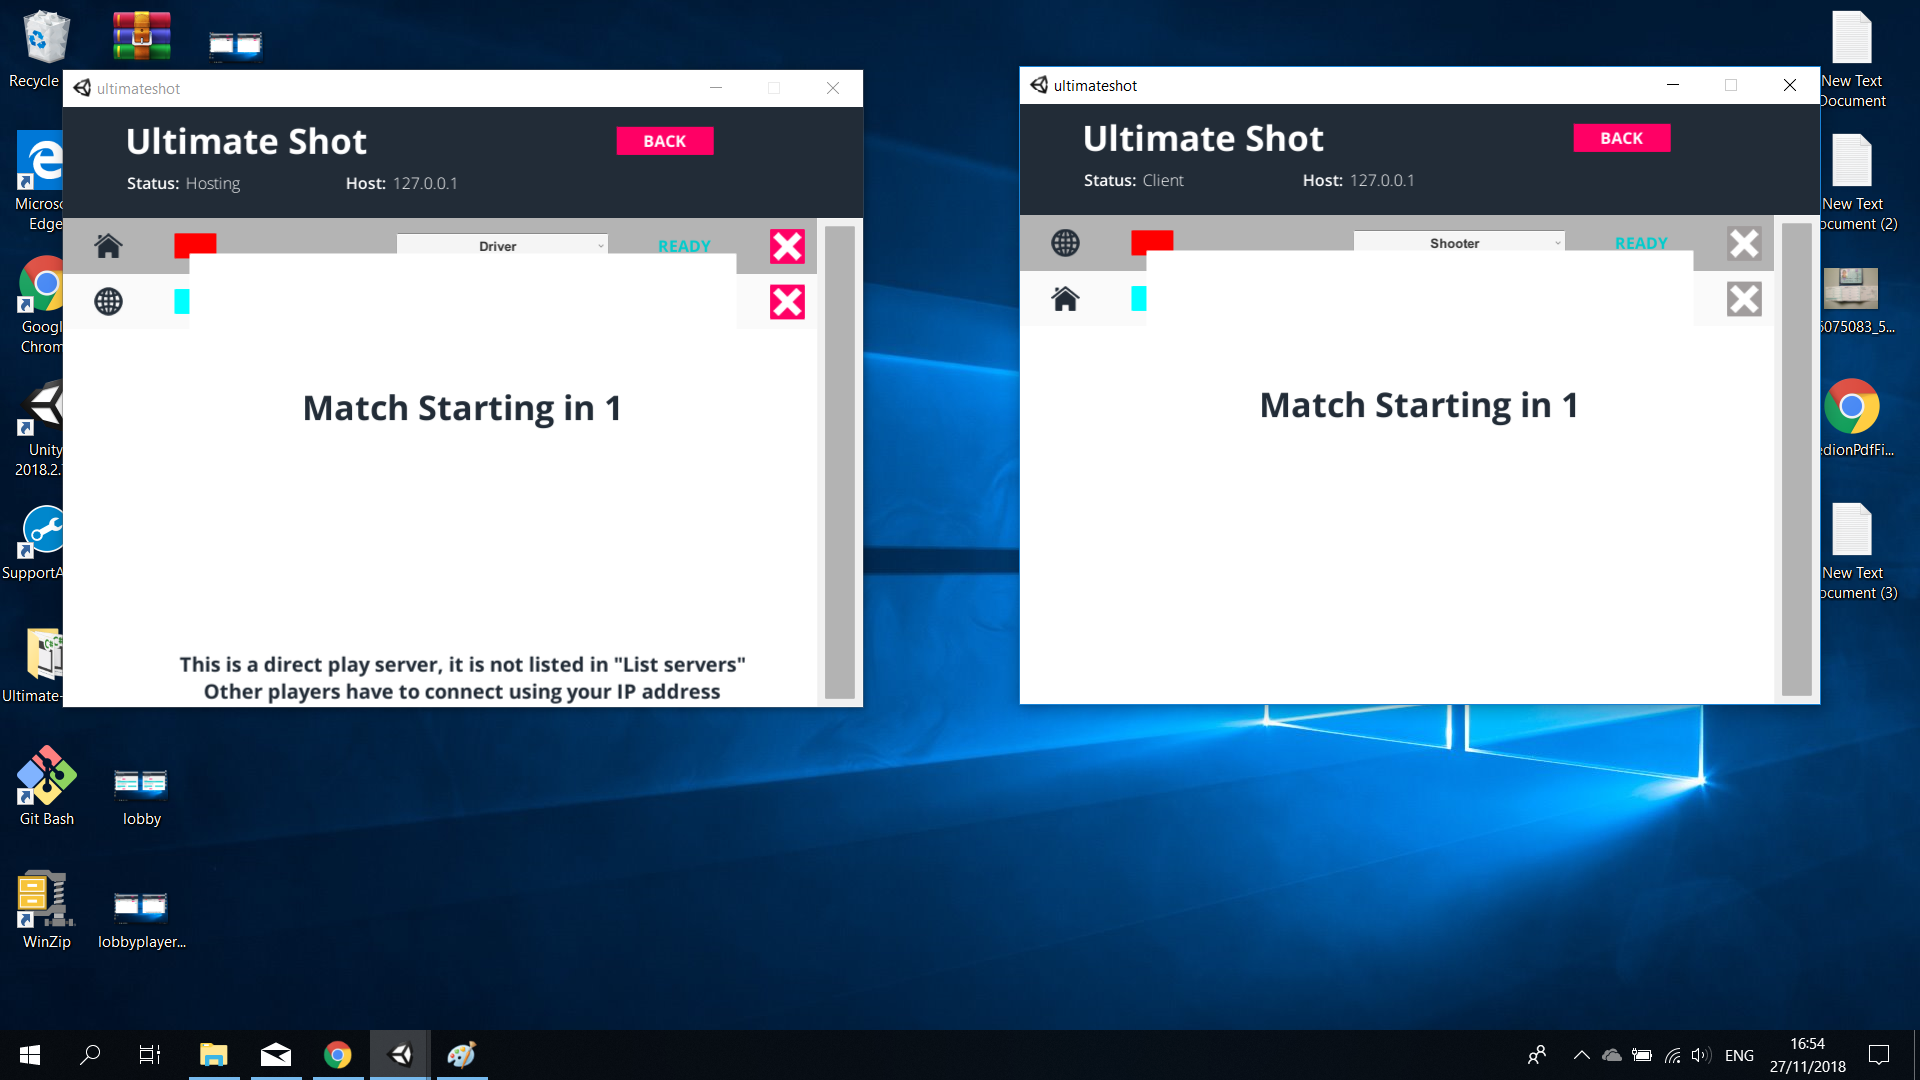 Recycle
Microso
Edge
Googl
Chrom
Unity
2018.2.
SupportA
Ultimate-
Git Bash
lobby
WinZip
lobbyplayer...
ultimateshot
Ultimate Shot
BACK
Status: Hosting
Host: 127.0.0.1
Driver
READY
Match Starting in 1
This is a direct play server, it is not listed in "List servers"
Other players have to connect using your IP address
ultimateshot
Ultimate Shot
BACK
Status: Client
Host: 127.0.0.1
Shooter
READY
Match Starting in 1
New Text
Document
New Text
ocument (2)
5075083_5...
edionPdfFi...
New Text
ocument (3)
ENG
16:54
27/11/2018